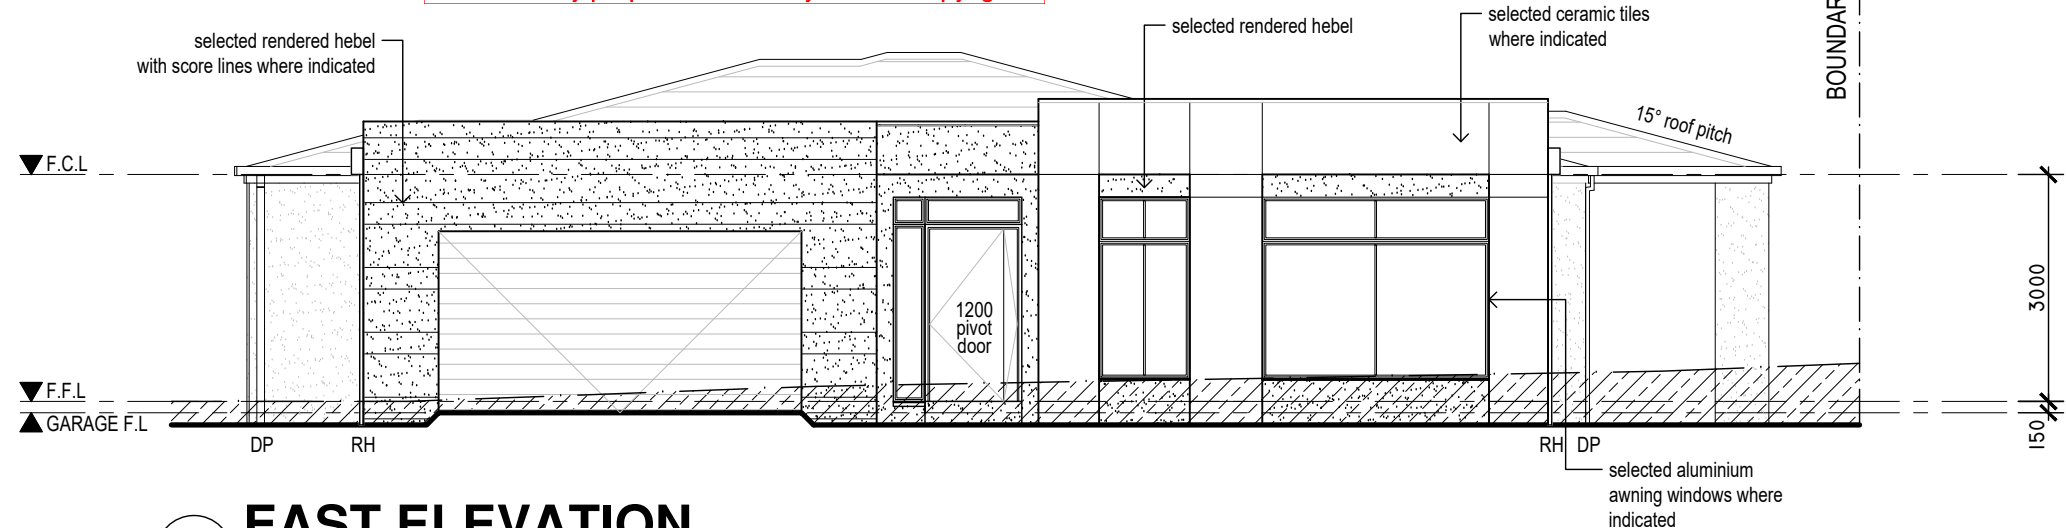 selected rendered hebel
with score lines where indicated
selected rendered hebel
selected ceramic tiles
where indicated
15° roof pitch
F.C.L
1200
pivot
door
3000
F.F.L
GARAGE F.L
150
DP
RH
RH
DP
selected aluminium
awning windows where
indicated
EAST ELEVATION